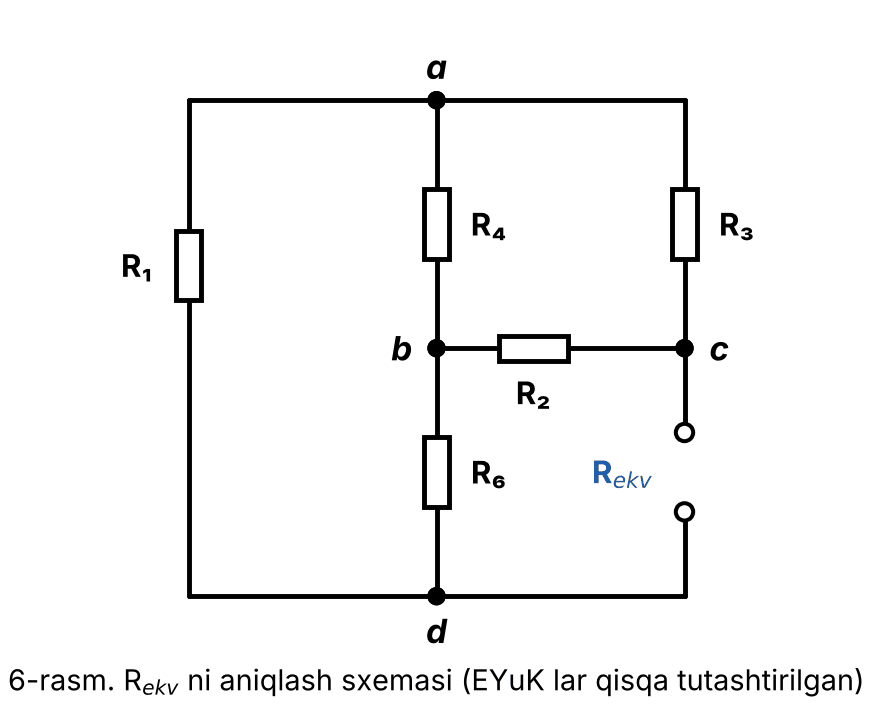 a
R₄
R₃
R₁
b
c
R₂
R₆
Rₑₖᵥ
d
6-rasm. Rₑₖᵥ ni aniqlash sxemasi (EYuK lar qisqa tutashtirilgan)